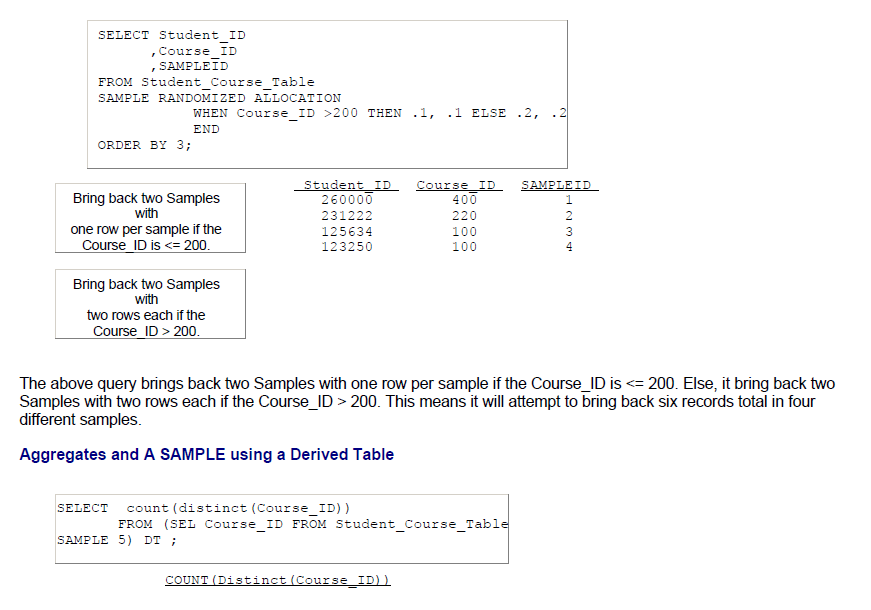 SELECT Student_ID
,Course_ID
,SAMPLEID
FROM Student_Course_Table
SAMPLE RANDOMIZED ALLOCATION
WHEN Course_ID >200 THEN .1, .1 ELSE .2, .2
END
ORDER BY 3;
Student_ID Course_ID SAMPLEID
260000 400 1
231222 220 2
125634 100 3
123250 100 4
Bring back two Samples
with
one row per sample if the
Course_ID is <= 200.
Bring back two Samples
with
two rows each if the
Course_ID > 200.
The above query brings back two Samples with one row per sample if the Course_ID is <= 200. Else, it bring back two
Samples with two rows each if the Course_ID > 200. This means it will attempt to bring back six records total in four
different samples.
Aggregates and A SAMPLE using a Derived Table
SELECT count(distinct(Course_ID))
FROM (SEL Course_ID FROM Student_Course_Table
SAMPLE 5) DT ;
COUNT(Distinct(Course_ID))